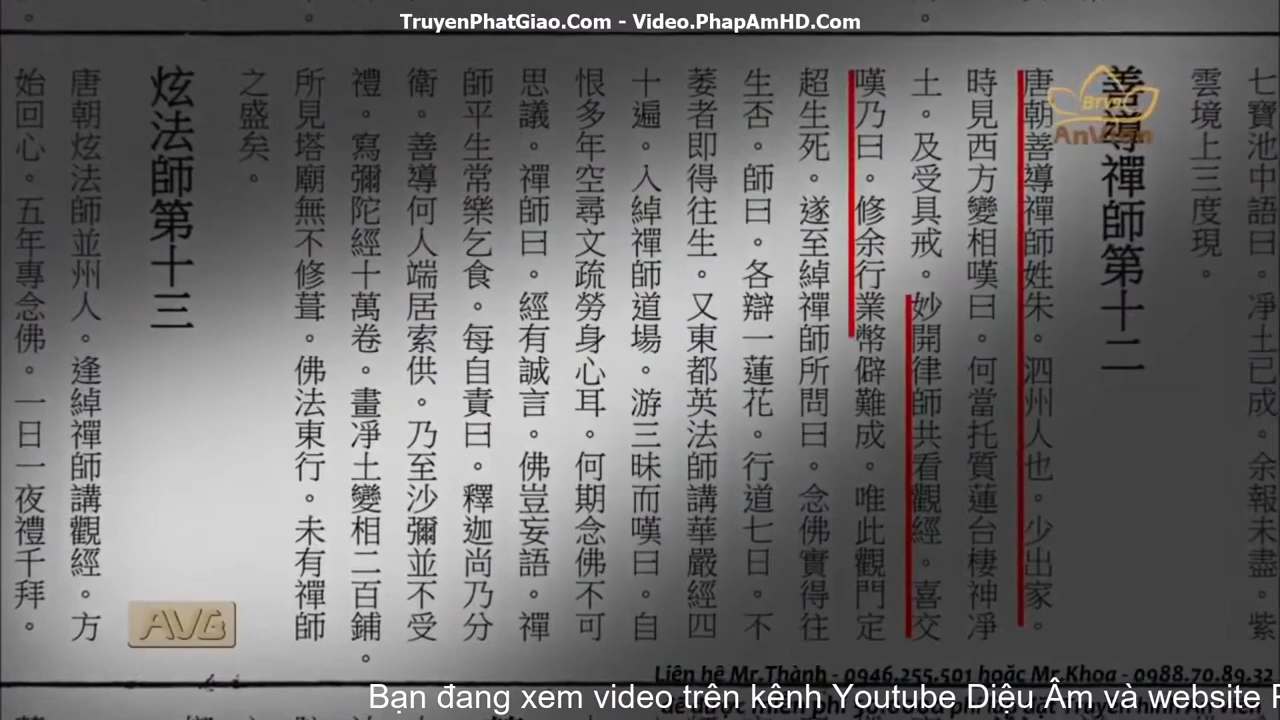 TruyenPhatGiao.Com - Video.PhapAmHD.Com
七寶池中語曰。淨土已成。余報未盡。紫
雲境上三度現。
善導禪師第十二
唐朝善導禪師姓朱。泗州人也。少出家。
時見西方變相嘆曰。何當托質蓮台棲神淨
土。及受具戒。妙開律師共看觀經。喜交
嘆乃曰。修余行業幣僻難成。唯此觀門定
超生死。遂至綽禪師所問曰。念佛實得往
生否。師曰。各辯一蓮花。行道七日。不
萎者即得往生。又東都英法師講華嚴經四
十遍。入綽禪師道場。游三昧而嘆曰。自
恨多年空尋文疏勞身心耳。何期念佛不可
思議。禪師曰。經有誠言。佛豈妄語。禪
師平生常樂乞食。每自責曰。釋迦尚乃分
衛。善導何人端居索供。乃至沙彌並不受
禮。寫彌陀經十萬卷。畫淨土變相二百鋪。
所見塔廟無不修葺。佛法東行。未有禪師
之盛矣。
炫法師第十三
唐朝炫法師並州人。逢綽禪師講觀經。方
始回心。五年專念佛。一日一夜禮千拜。
BTV9
AnViên
AVG
Liên hệ Mr.Thành - 0946.255.501 hoặc Mr.Khoa - 0988.70.89.32
Bạn đang xem video trên kênh Youtube Diệu Âm và website